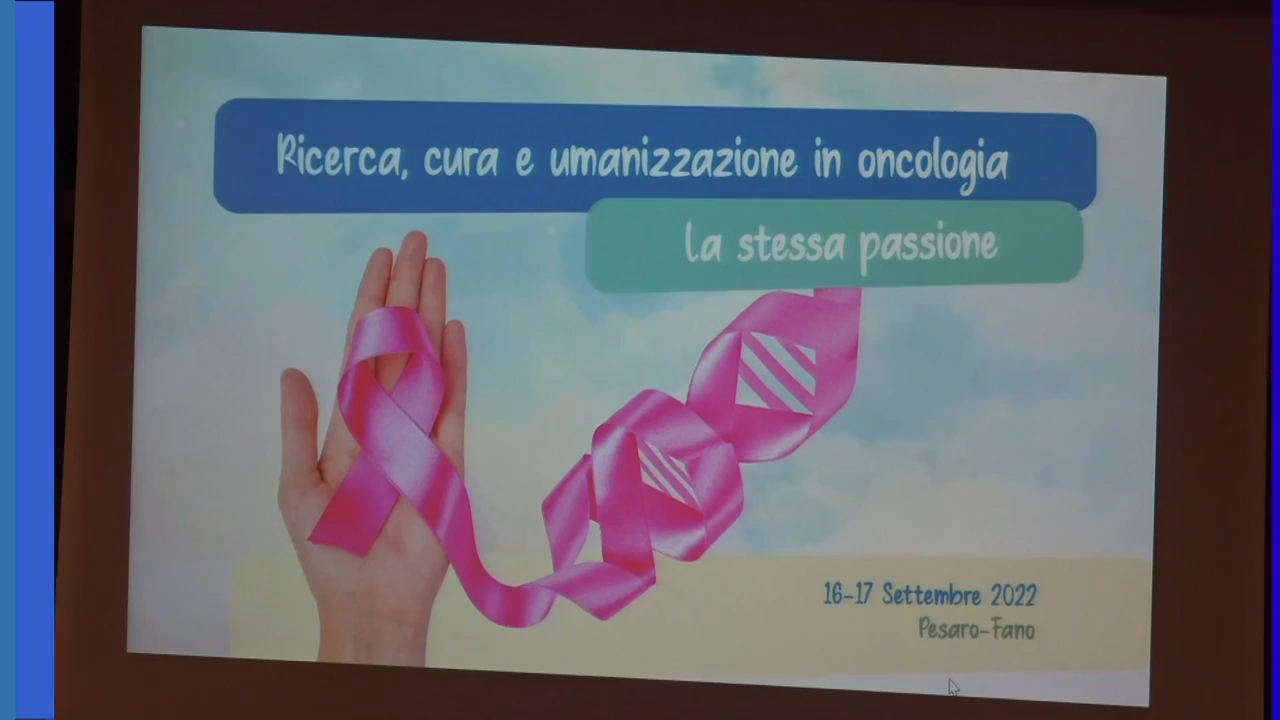 Ricerca, cura e umanizzazione in oncologia
la stessa passione
16-17 Settembre 2022
Pesaro-Fano